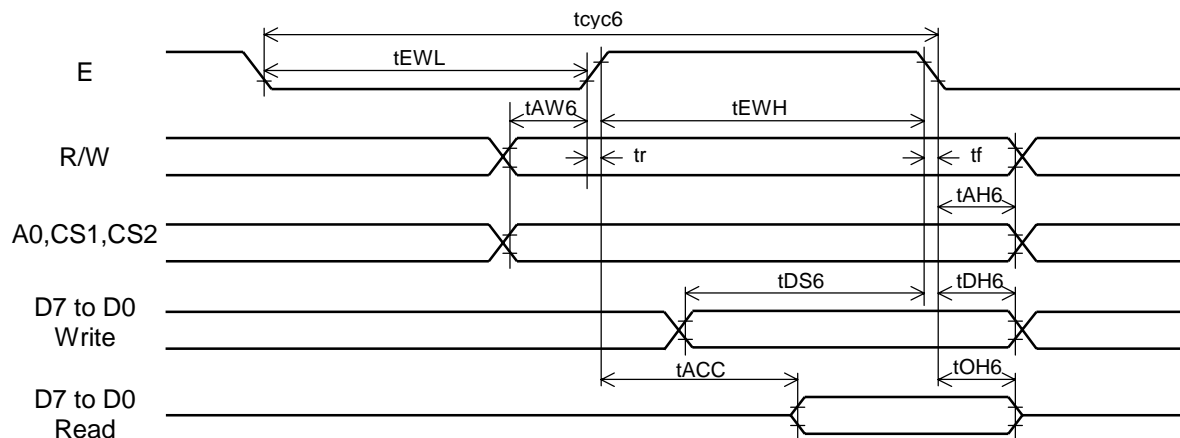 tcyc6
E
tEWL
tAW6
tEWH
R/W
tr
tf
tAH6
A0,CS1,CS2
D7 to D0
Write
tDS6
tDH6
D7 to D0
Read
tACC
tOH6